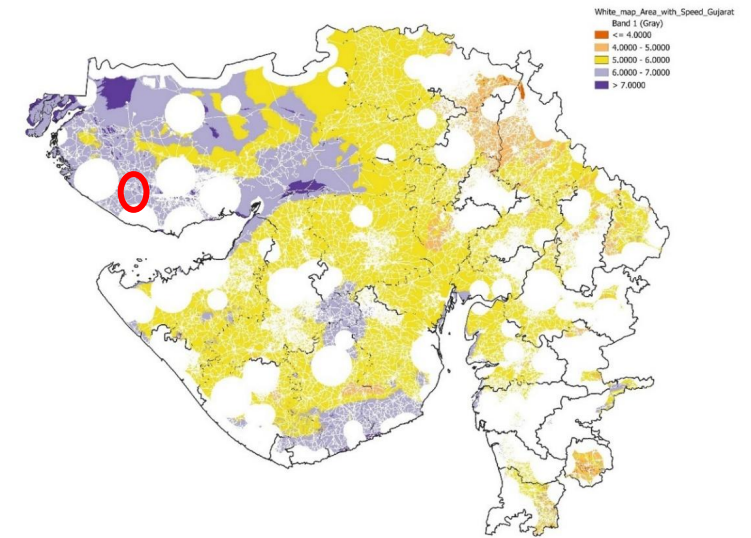 White_map_Area_with_Speed_Gujarat
Band 1 (Gray)
<= 4.0000
4.0000 - 5.0000
5.0000 - 6.0000
6.0000 - 7.0000
> 7.0000